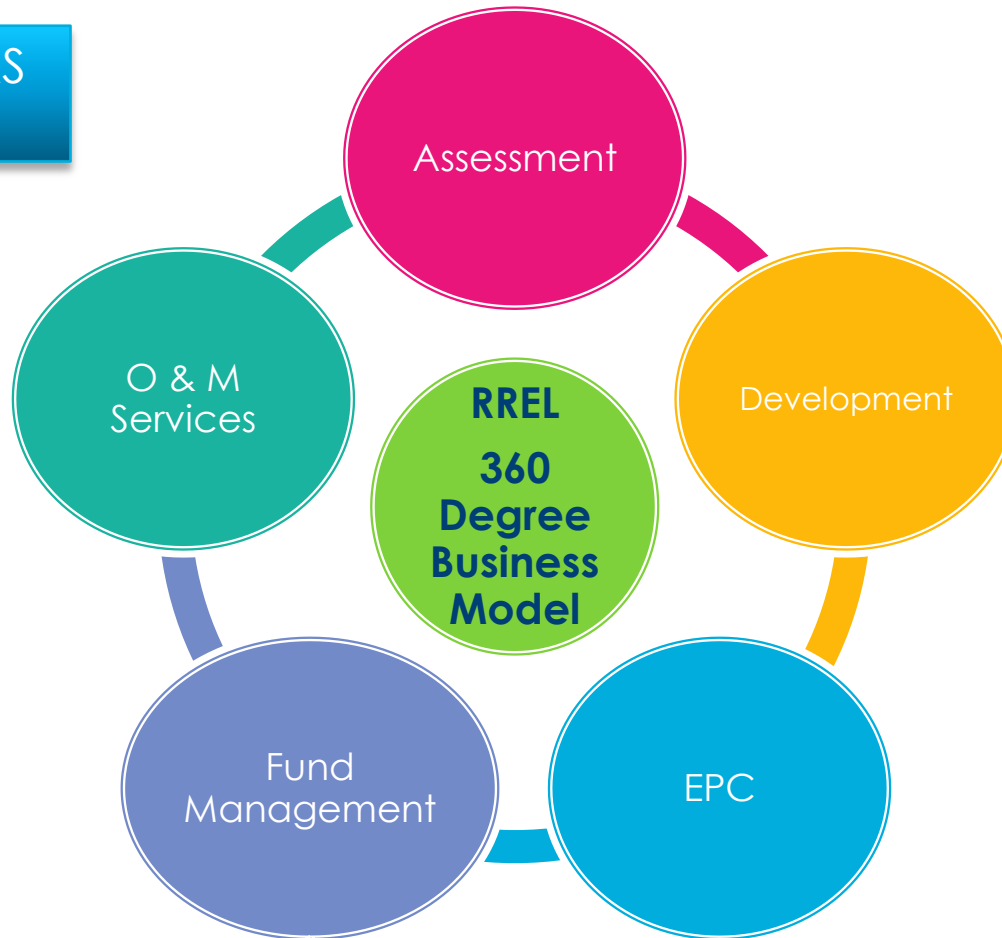 Assessment
Development
EPC
Fund
Management
O & M
Services
RREL
360
Degree
Business
Model